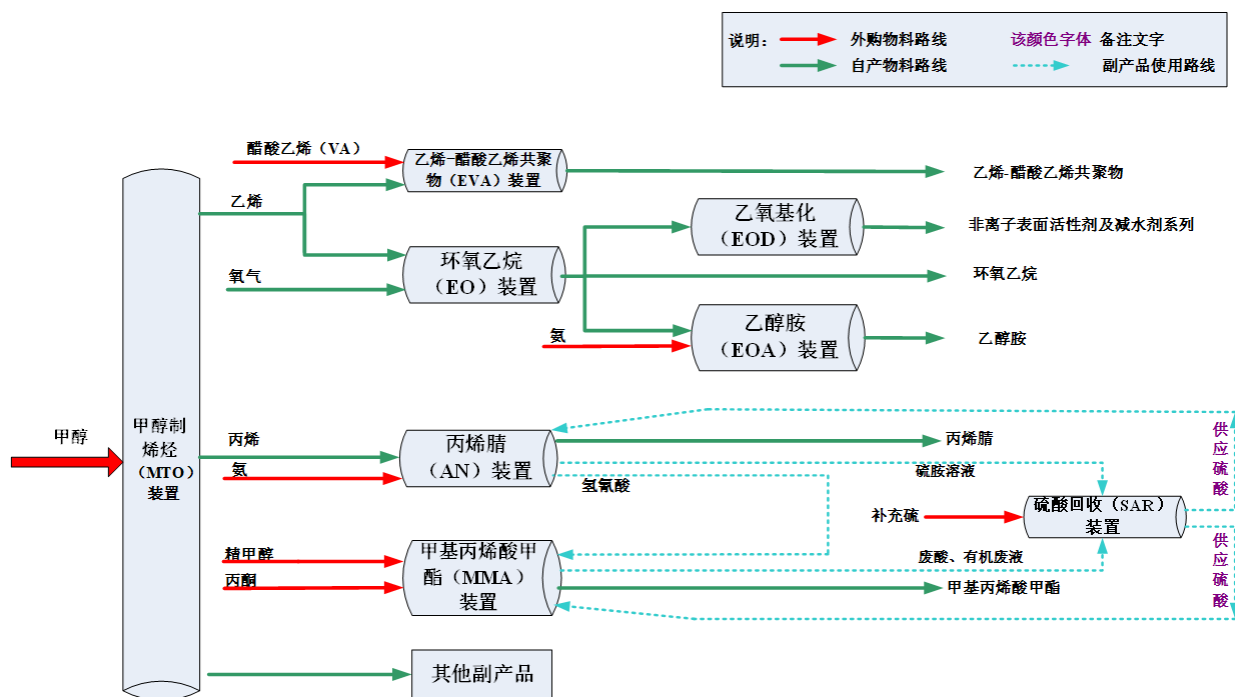 说明： 外购物料路线 该颜色字体 备注文字
自产物料路线 副产品使用路线
醋酸乙烯（VA）
乙烯-醋酸乙烯共聚
物（EVA）装置
乙烯-醋酸乙烯共聚物
乙烯
乙氧基化
（EOD）装置
非离子表面活性剂及减水剂系列
氧气
环氧乙烷
（EO）装置
环氧乙烷
氨
乙醇胺
（EOA）装置
乙醇胺
甲醇
甲醇制
烯烃
（MTO）
装置
丙烯
氨
丙烯腈
（AN）装置
丙烯腈
硫胺溶液
氢氰酸
供应硫酸
补充硫
硫酸回收（SAR）
装置
精甲醇
丙酮
甲基丙烯酸甲
酯（MMA）
装置
废酸、有机废液
甲基丙烯酸甲酯
供应硫酸
其他副产品